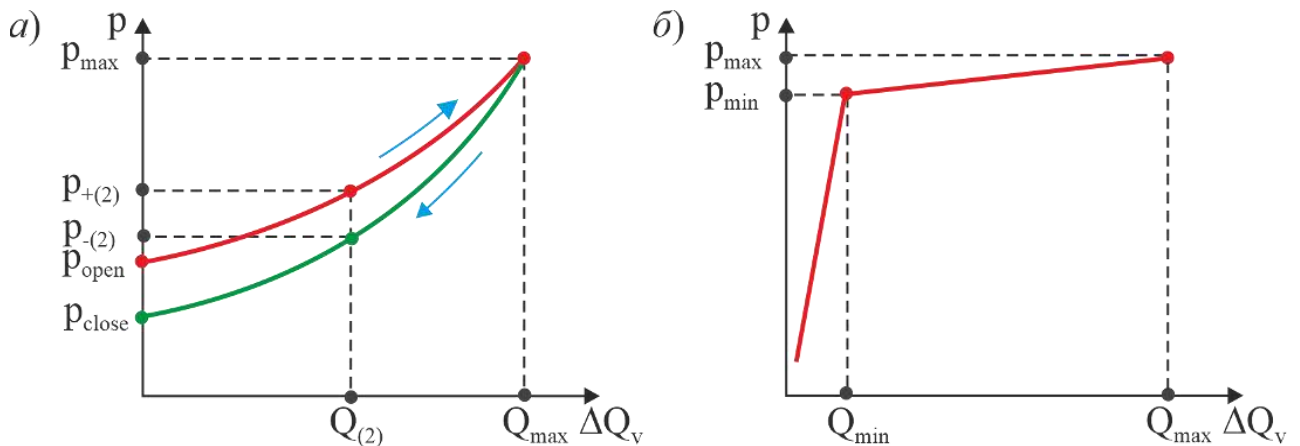 а)
p
p_max
p_+(2)
p_-(2)
p_open
p_close
Q_(2)
Q_max
ΔQ_v
б)
p
p_max
p_min
Q_min
Q_max
ΔQ_v